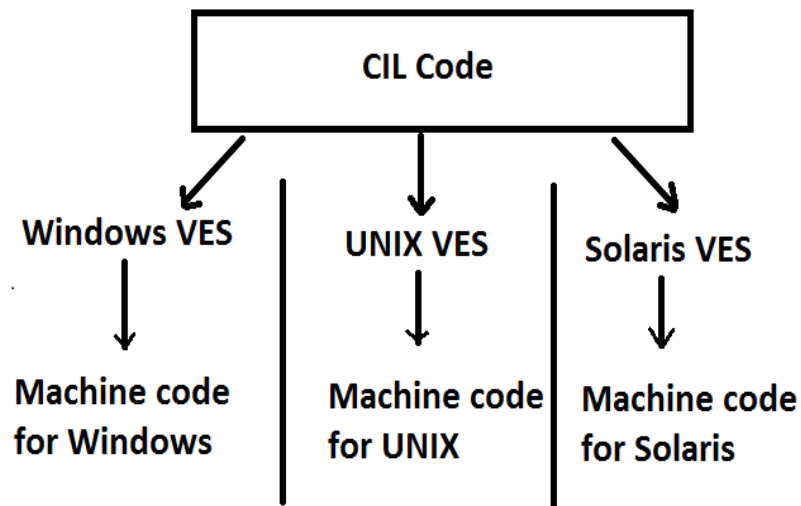 CIL Code
Windows VES
UNIX VES
Solaris VES
Machine code
for Windows
Machine code
for UNIX
Machine code
for Solaris